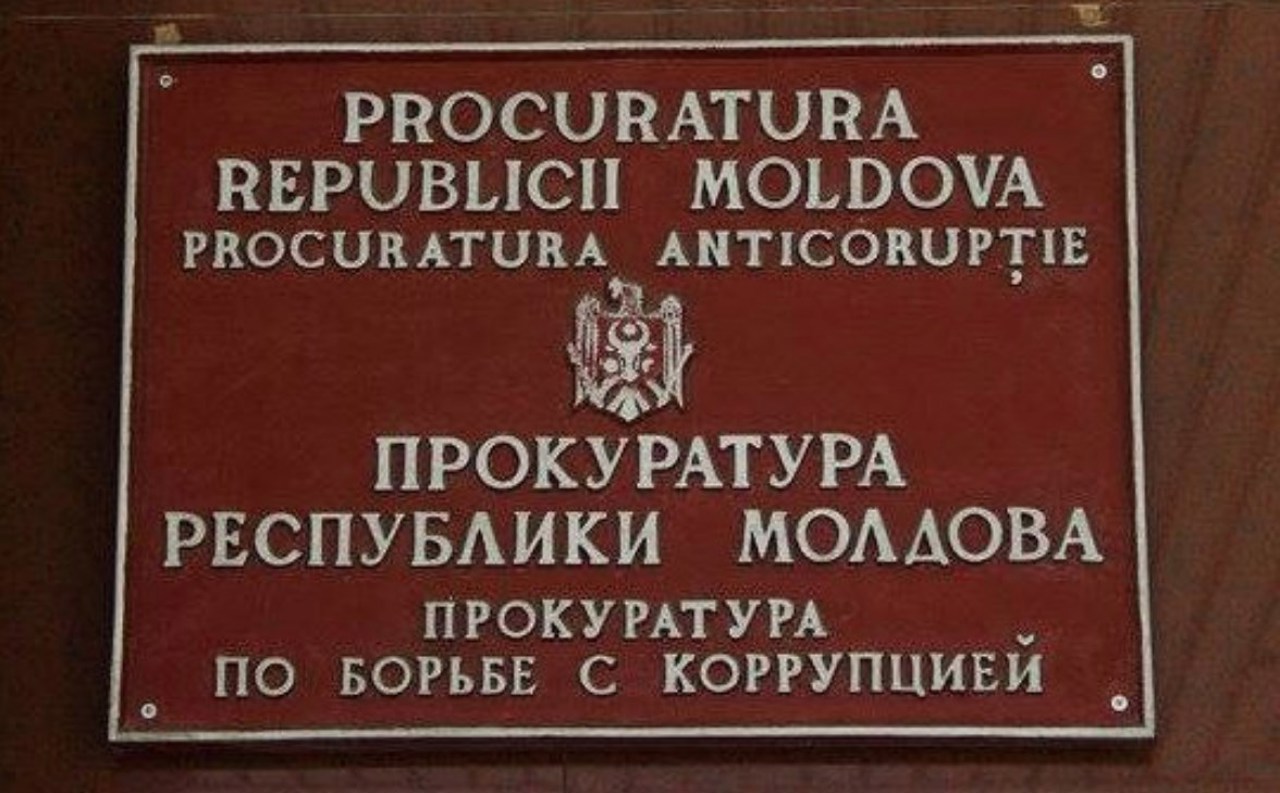 PROCURATURA
REPUBLICII MOLDOVA
PROCURATURA ANTICORUPȚIE
ПРОКУРАТУРА
РЕСПУБЛИКИ МОЛДОВА
ПРОКУРАТУРА
ПО БОРЬБЕ С КОРРУПЦИЕЙ